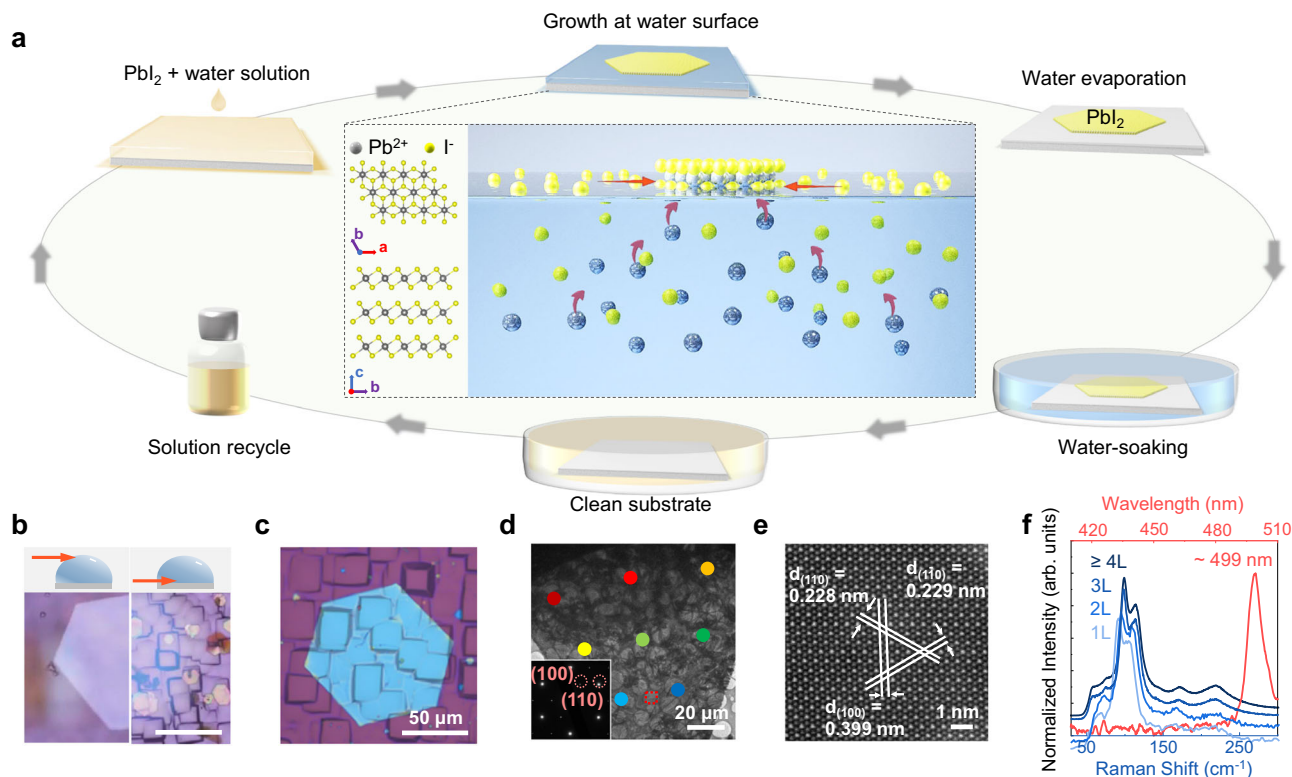 a
Growth at water surface
PbI₂ + water solution
Water evaporation
PbI₂
Pb²⁺
I⁻
b
a
c
b
Solution recycle
Water-soaking
Clean substrate
b
c
50 μm
d
(100)
(110)
20 μm
e
d(110) =
0.228 nm
d(110) =
0.229 nm
d(100) =
0.399 nm
1 nm
f
Wavelength (nm)
420 450 480 510
Normalized Intensity (arb. units)
≥ 4L
3L
2L
1L
~ 499 nm
50 150 250
Raman Shift (cm⁻¹)